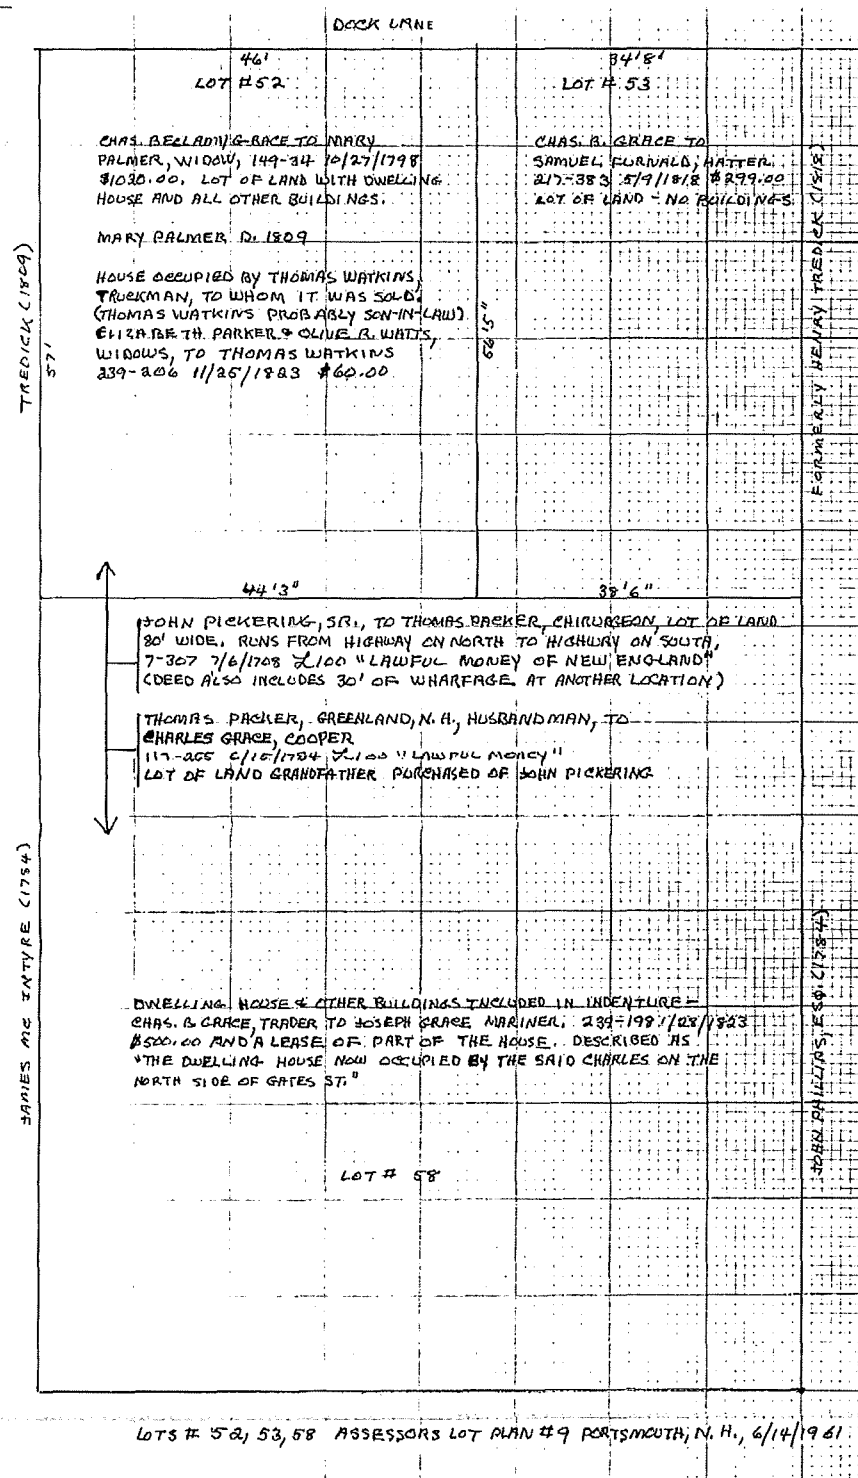 DOCK LANE
46'
LOT #52
34'8"
LOT # 53
CHAS. BELLAMY GRACE TO MARY
PALMER, WIDOW, 149-34 10/27/1798
$1020.00. LOT OF LAND WITH DWELLING
HOUSE AND ALL OTHER BUILDINGS.
MARY PALMER D. 1809
HOUSE OCCUPIED BY THOMAS WATKINS,
TRUCKMAN, TO WHOM IT WAS SOLD.
(THOMAS WATKINS PROBABLY SON-IN-LAW)
ELIZABETH PARKER & OLIVE R. WATTS,
WIDOWS, TO THOMAS WATKINS
239-206 11/25/1823 $60.00
CHAS. B. GRACE TO
SAMUEL FURNALD, HATTER.
217-383 5/9/1818 $299.00
LOT OF LAND - NO BUILDINGS.
TREDICK (1809)
57'
56'5"
FORMERLY HENRY TREDICK (1818)
44'3"
38'6"
JOHN PICKERING, SR., TO THOMAS PACKER, CHIRURGEON, LOT OF LAND
80' WIDE. RUNS FROM HIGHWAY ON NORTH TO HIGHWAY ON SOUTH,
7-307 7/6/1708 £100 "LAWFUL MONEY OF NEW ENGLAND"
(DEED ALSO INCLUDES 30' OF WHARFAGE AT ANOTHER LOCATION)
THOMAS PACKER, GREENLAND, N.H., HUSBANDMAN, TO
CHARLES GRACE, COOPER
117-255 6/15/1784 £100 "LAWFUL MONEY"
LOT OF LAND GRANDFATHER PURCHASED OF JOHN PICKERING
JAMES MC INTYRE (1784)
JOHN PHILLIPS, ESQ. (1784)
DWELLING HOUSE & OTHER BUILDINGS INCLUDED IN INDENTURE -
CHAS. B. GRACE, TRADER TO JOSEPH GRACE MARINER. 239-198 1/28/1823
$500.00 AND A LEASE OF PART OF THE HOUSE. DESCRIBED AS
"THE DWELLING HOUSE NOW OCCUPIED BY THE SAID CHARLES ON THE
NORTH SIDE OF GATES ST."
LOT # 58
LOTS # 52, 53, 58 ASSESSORS LOT PLAN #9 PORTSMOUTH, N.H., 6/14/1961